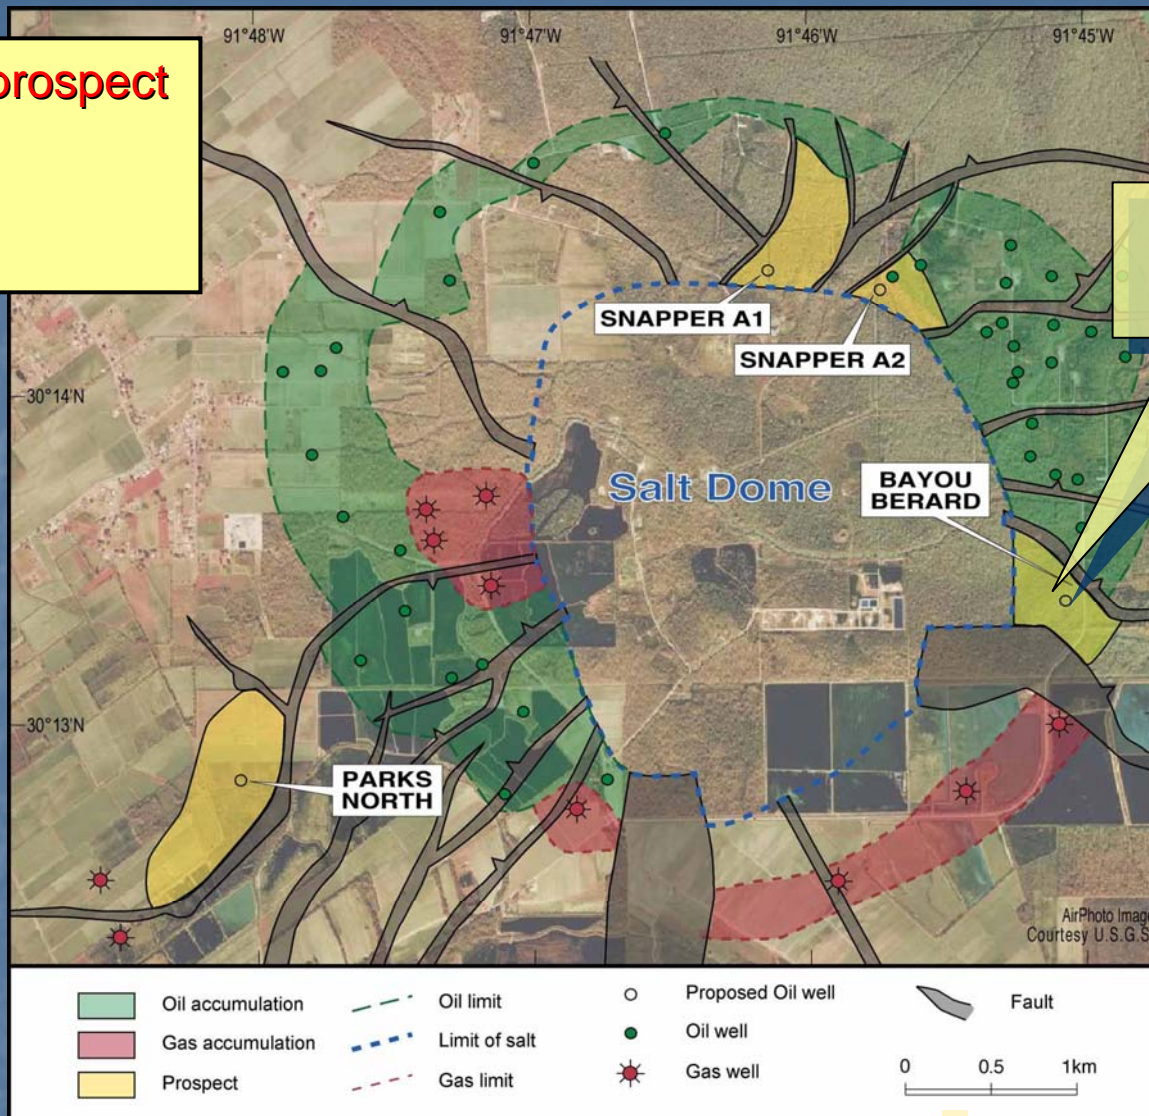 91°48'W
91°47'W
91°46'W
91°45'W
prospect
SNAPPER A1
SNAPPER A2
30°14'N
Salt Dome
BAYOU
BERARD
30°13'N
PARKS
NORTH
AirPhoto Image
Courtesy U.S.G.S
Oil accumulation
Oil limit
Proposed Oil well
Fault
Gas accumulation
Limit of salt
Oil well
Prospect
Gas limit
Gas well
0
0.5
1km